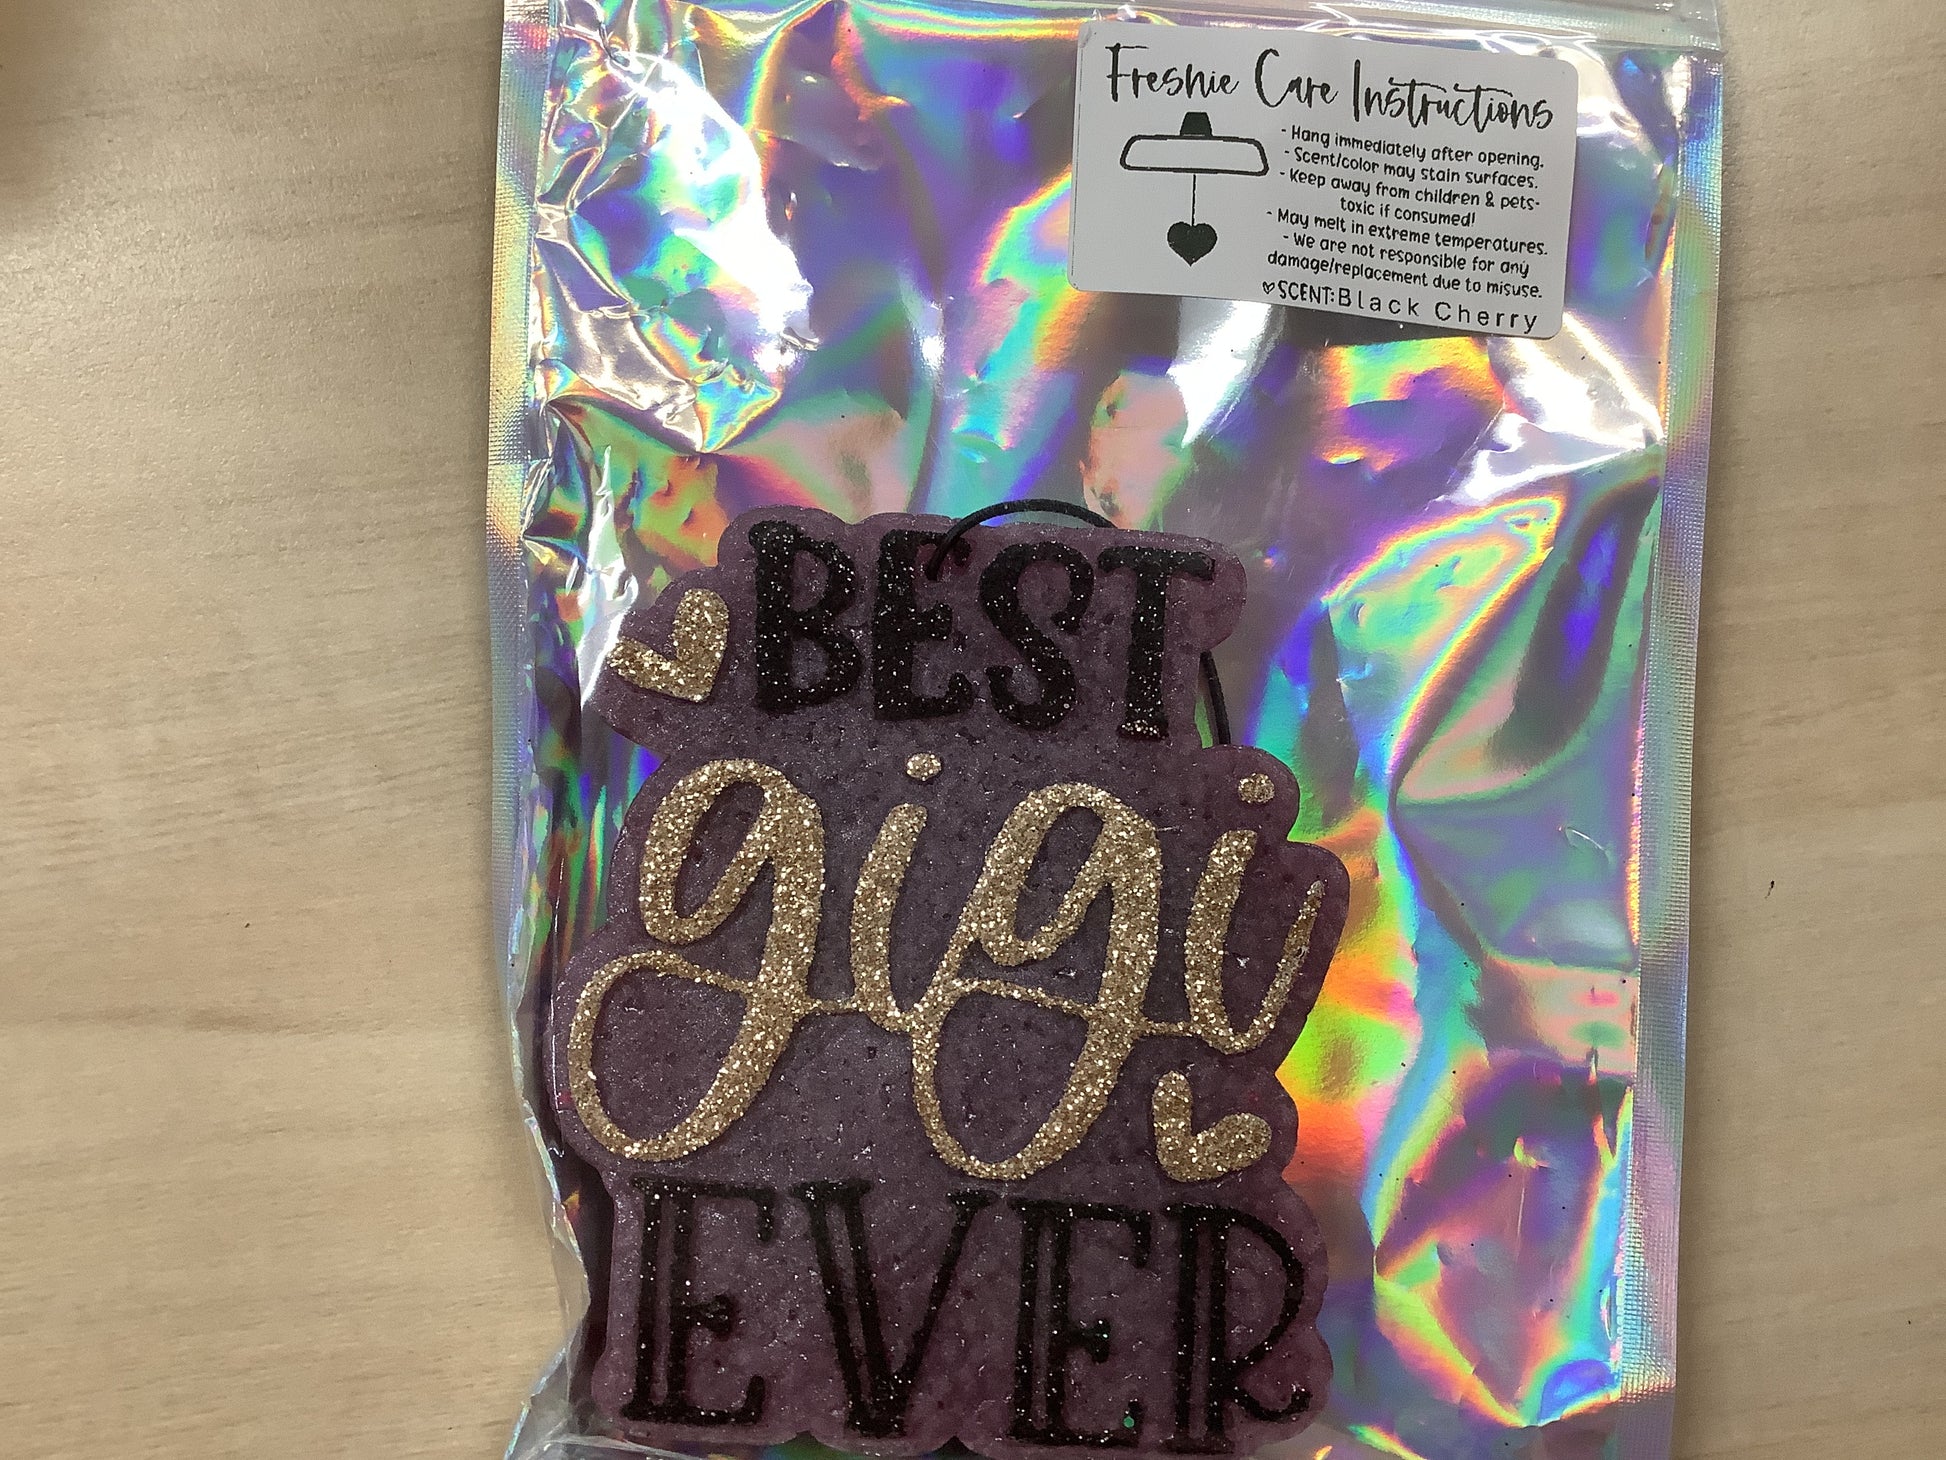 Freshie Care Instructions
- Hang immediately after opening.
- Scent/color may stain surfaces.
- Keep away from children & pets-
toxic if consumed!
- May melt in extreme temperatures.
- We are not responsible for any
damage/replacement due to misuse.
♡SCENT:Black Cherry
BEST
gigi
EVER